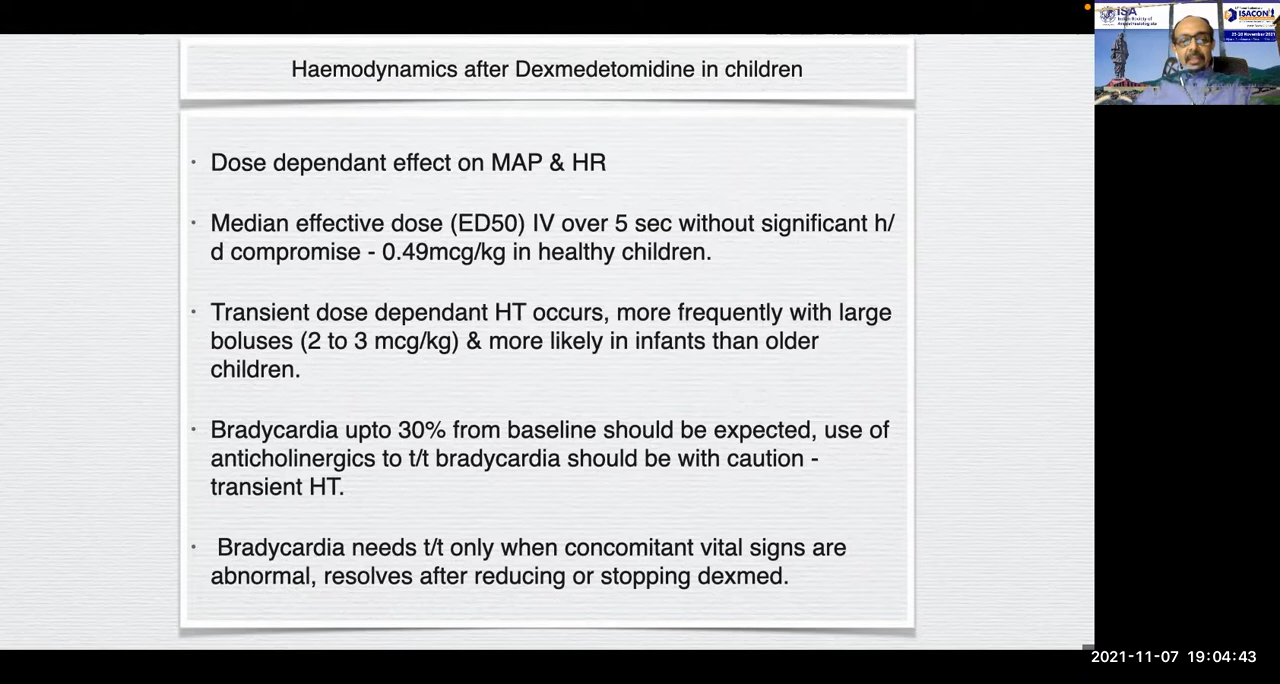 ISA
ISACON
Haemodynamics after Dexmedetomidine in children
• Dose dependant effect on MAP & HR
• Median effective dose (ED50) IV over 5 sec without significant h/
d compromise - 0.49mcg/kg in healthy children.
• Transient dose dependant HT occurs, more frequently with large
boluses (2 to 3 mcg/kg) & more likely in infants than older
children.
• Bradycardia upto 30% from baseline should be expected, use of
anticholinergics to t/t bradycardia should be with caution -
transient HT.
• Bradycardia needs t/t only when concomitant vital signs are
abnormal, resolves after reducing or stopping dexmed.
2021-11-07 19:04:43